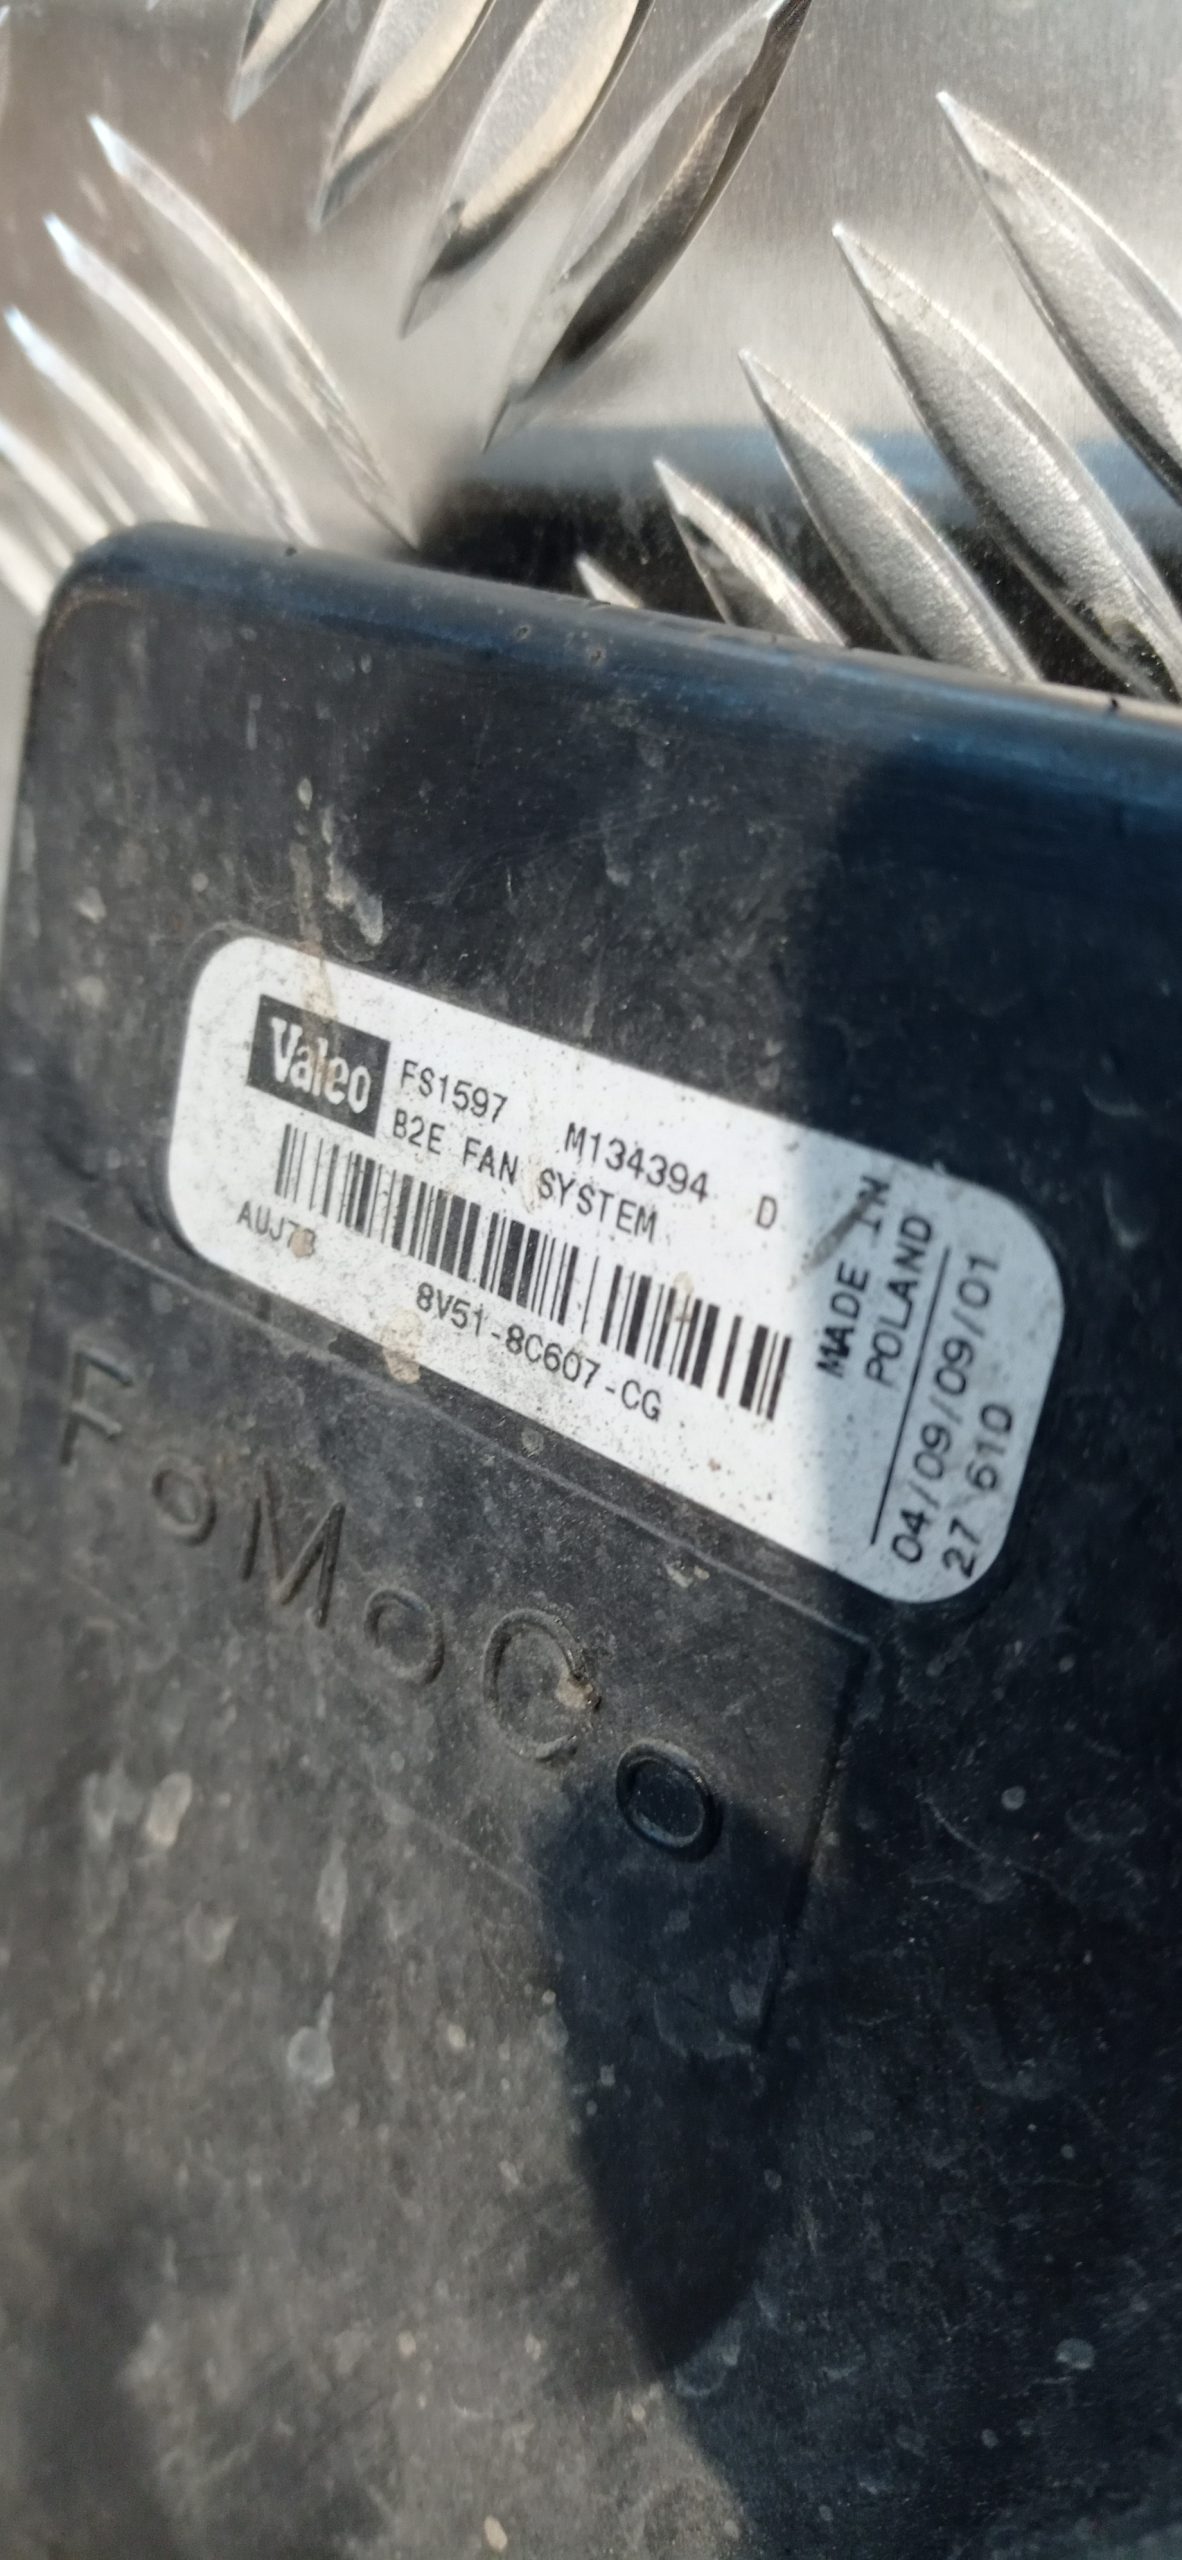 Valeo
FS1597 M134394 D
B2E FAN SYSTEM
AUJ7B
8V51-8C607-CG
MADE IN
POLAND
04/09/09/01
27 610
FoMoCo